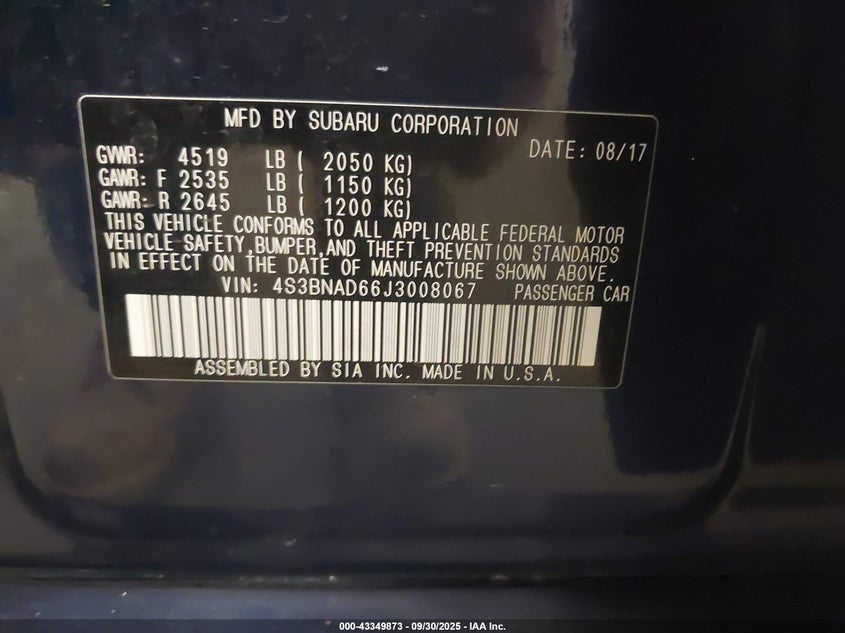 MFD BY SUBARU CORPORATION
DATE: 08/17
GVWR: 4519 LB ( 2050 KG)
GAWR: F 2535 LB ( 1150 KG)
GAWR: R 2645 LB ( 1200 KG)
THIS VEHICLE CONFORMS TO ALL APPLICABLE FEDERAL MOTOR
VEHICLE SAFETY, BUMPER, AND THEFT PREVENTION STANDARDS
IN EFFECT ON THE DATE OF MANUFACTURE SHOWN ABOVE.
VIN: 4S3BNAD66J3008067 PASSENGER CAR
ASSEMBLED BY SIA INC. MADE IN U.S.A.
000-43349873 - 09/30/2025 - IAA Inc.